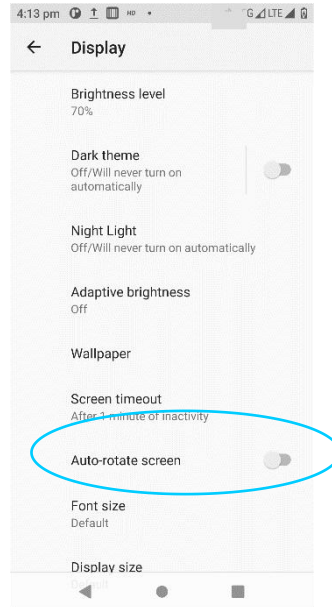 4:13 pm HD G LTE
Display
Brightness level
70%
Dark theme
Off/Will never turn on
automatically
Night Light
Off/Will never turn on automatically
Adaptive brightness
Off
Wallpaper
Screen timeout
After 1 minute of inactivity
Auto-rotate screen
Font size
Default
Display size